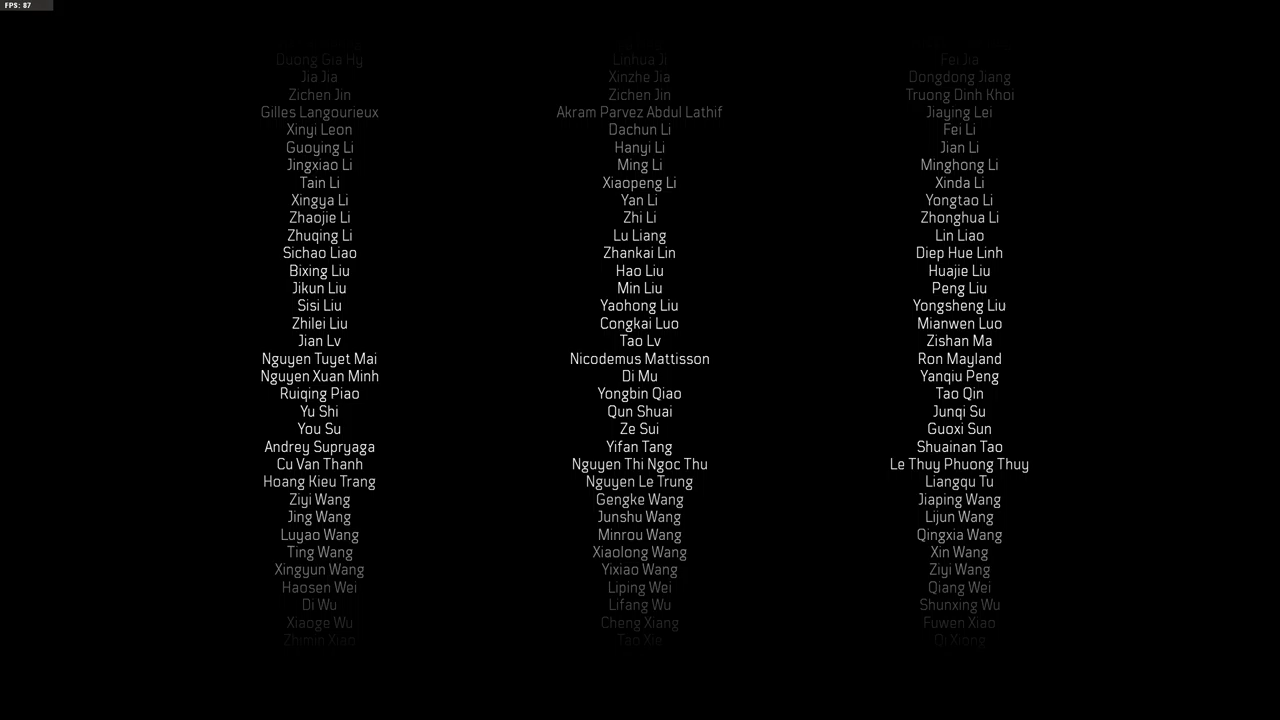 FPS: 87
Duong Gia Hy Linhua Ji Fei Jia
Jia Jia Xinzhe Jia Dongdong Jiang
Zichen Jin Zichen Jin Truong Dinh Khoi
Gilles Langourieux Akram Parvez Abdul Lathif Jiaying Lei
Xinyi Leon Dachun Li Fei Li
Guoying Li Hanyi Li Jian Li
Jingxiao Li Ming Li Minghong Li
Tain Li Xiaopeng Li Xinda Li
Xingya Li Yan Li Yongtao Li
Zhaojie Li Zhi Li Zhonghua Li
Zhuqing Li Lu Liang Lin Liao
Sichao Liao Zhankai Lin Diep Hue Linh
Bixing Liu Hao Liu Huajie Liu
Jikun Liu Min Liu Peng Liu
Sisi Liu Yaohong Liu Yongsheng Liu
Zhilei Liu Congkai Luo Mianwen Luo
Jian Lv Tao Lv Zishan Ma
Nguyen Tuyet Mai Nicodemus Mattisson Ron Mayland
Nguyen Xuan Minh Di Mu Yanqiu Peng
Ruiqing Piao Yongbin Qiao Tao Qin
Yu Shi Qun Shuai Junqi Su
You Su Ze Sui Guoxi Sun
Andrey Supryaga Yifan Tang Shuainan Tao
Cu Van Thanh Nguyen Thi Ngoc Thu Le Thuy Phuong Thuy
Hoang Kieu Trang Nguyen Le Trung Liangqu Tu
Ziyi Wang Gengke Wang Jiaping Wang
Jing Wang Junshu Wang Lijun Wang
Luyao Wang Minrou Wang Qingxia Wang
Ting Wang Xiaolong Wang Xin Wang
Xingyun Wang Yixiao Wang Ziyi Wang
Haosen Wei Liping Wei Qiang Wei
Di Wu Lifang Wu Shunxing Wu
Xiaoge Wu Cheng Xiang Fuwen Xiao
Zhimin Xiao Tao Xie Qi Xiong